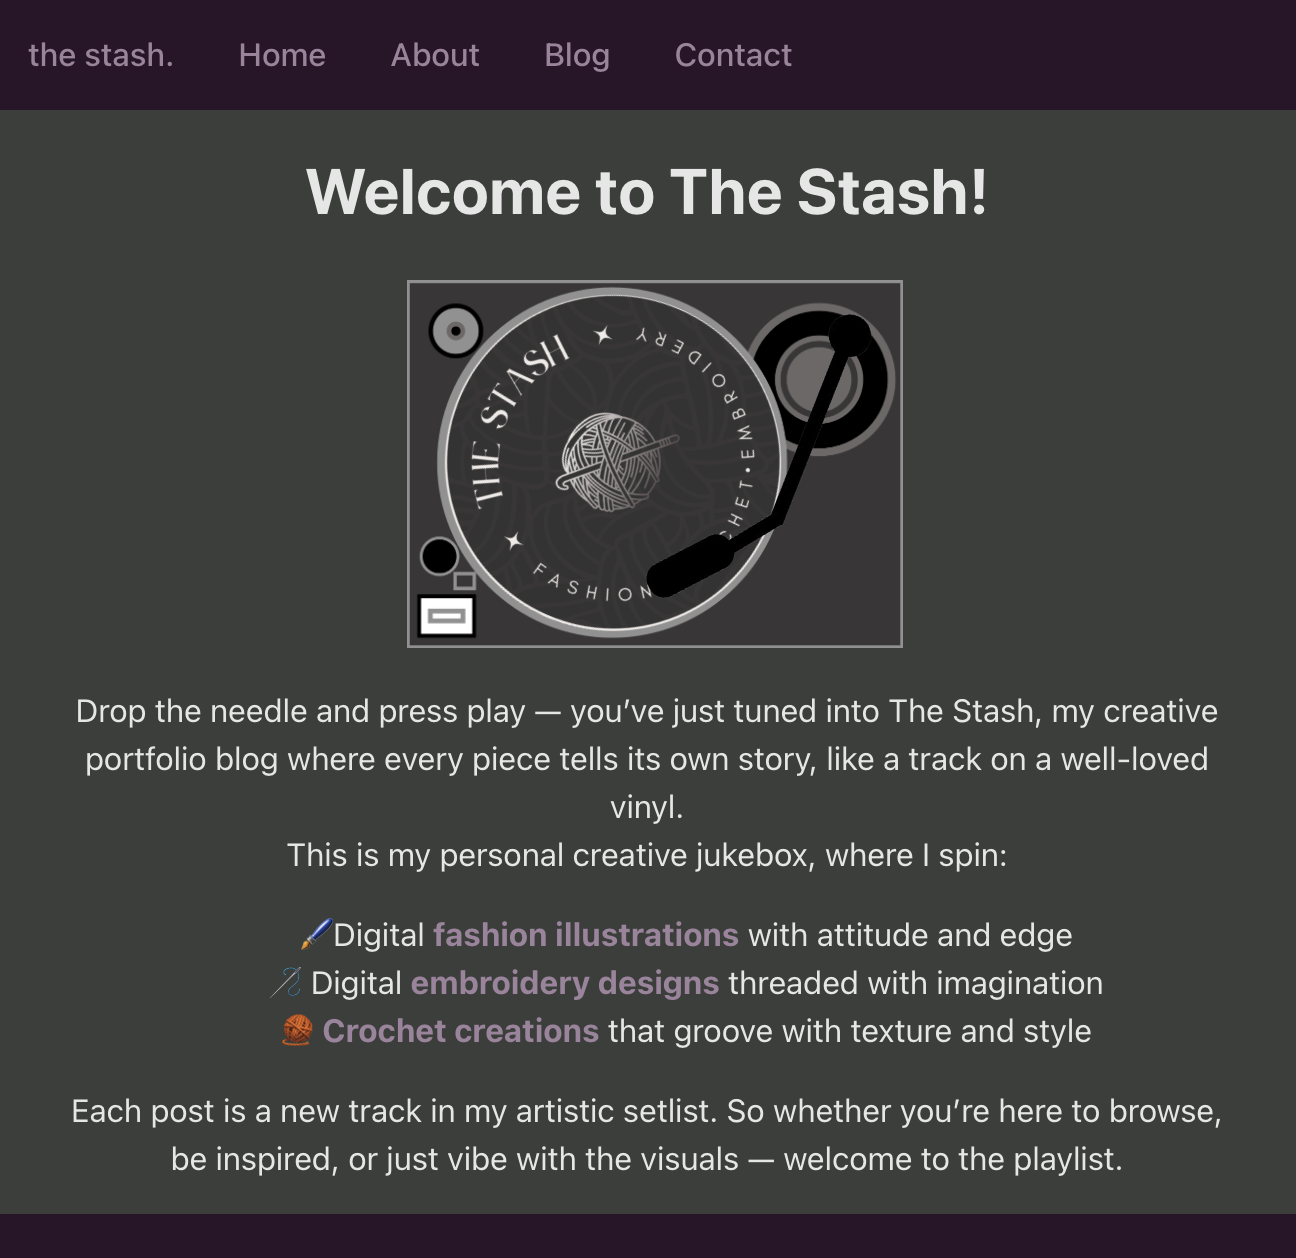 the stash. Home About Blog Contact
Welcome to The Stash!
THE STASH
EMBROIDERY
CHET
FASHION
Drop the needle and press play — you’ve just tuned into The Stash, my creative
portfolio blog where every piece tells its own story, like a track on a well-loved
vinyl.
This is my personal creative jukebox, where I spin:
🖌️Digital fashion illustrations with attitude and edge
🪡 Digital embroidery designs threaded with imagination
🧶 Crochet creations that groove with texture and style
Each post is a new track in my artistic setlist. So whether you’re here to browse,
be inspired, or just vibe with the visuals — welcome to the playlist.